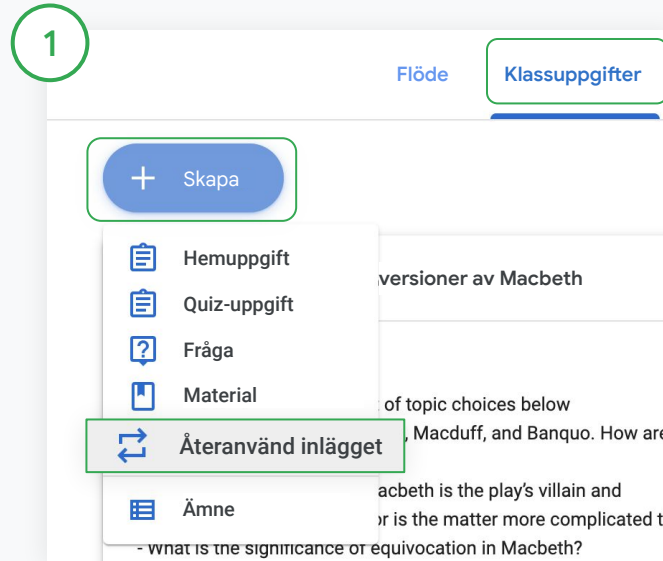 1
Flöde Klassuppgifter
Skapa
Hemuppgift
versioner av Macbeth
Quiz-uppgift
Fråga
Material
of topic choices below
, Macduff, and Banquo. How are
Återanvänd inlägget
acbeth is the play's villain and
Ämne
or is the matter more complicated t
- What is the significance of equivocation in Macbeth?